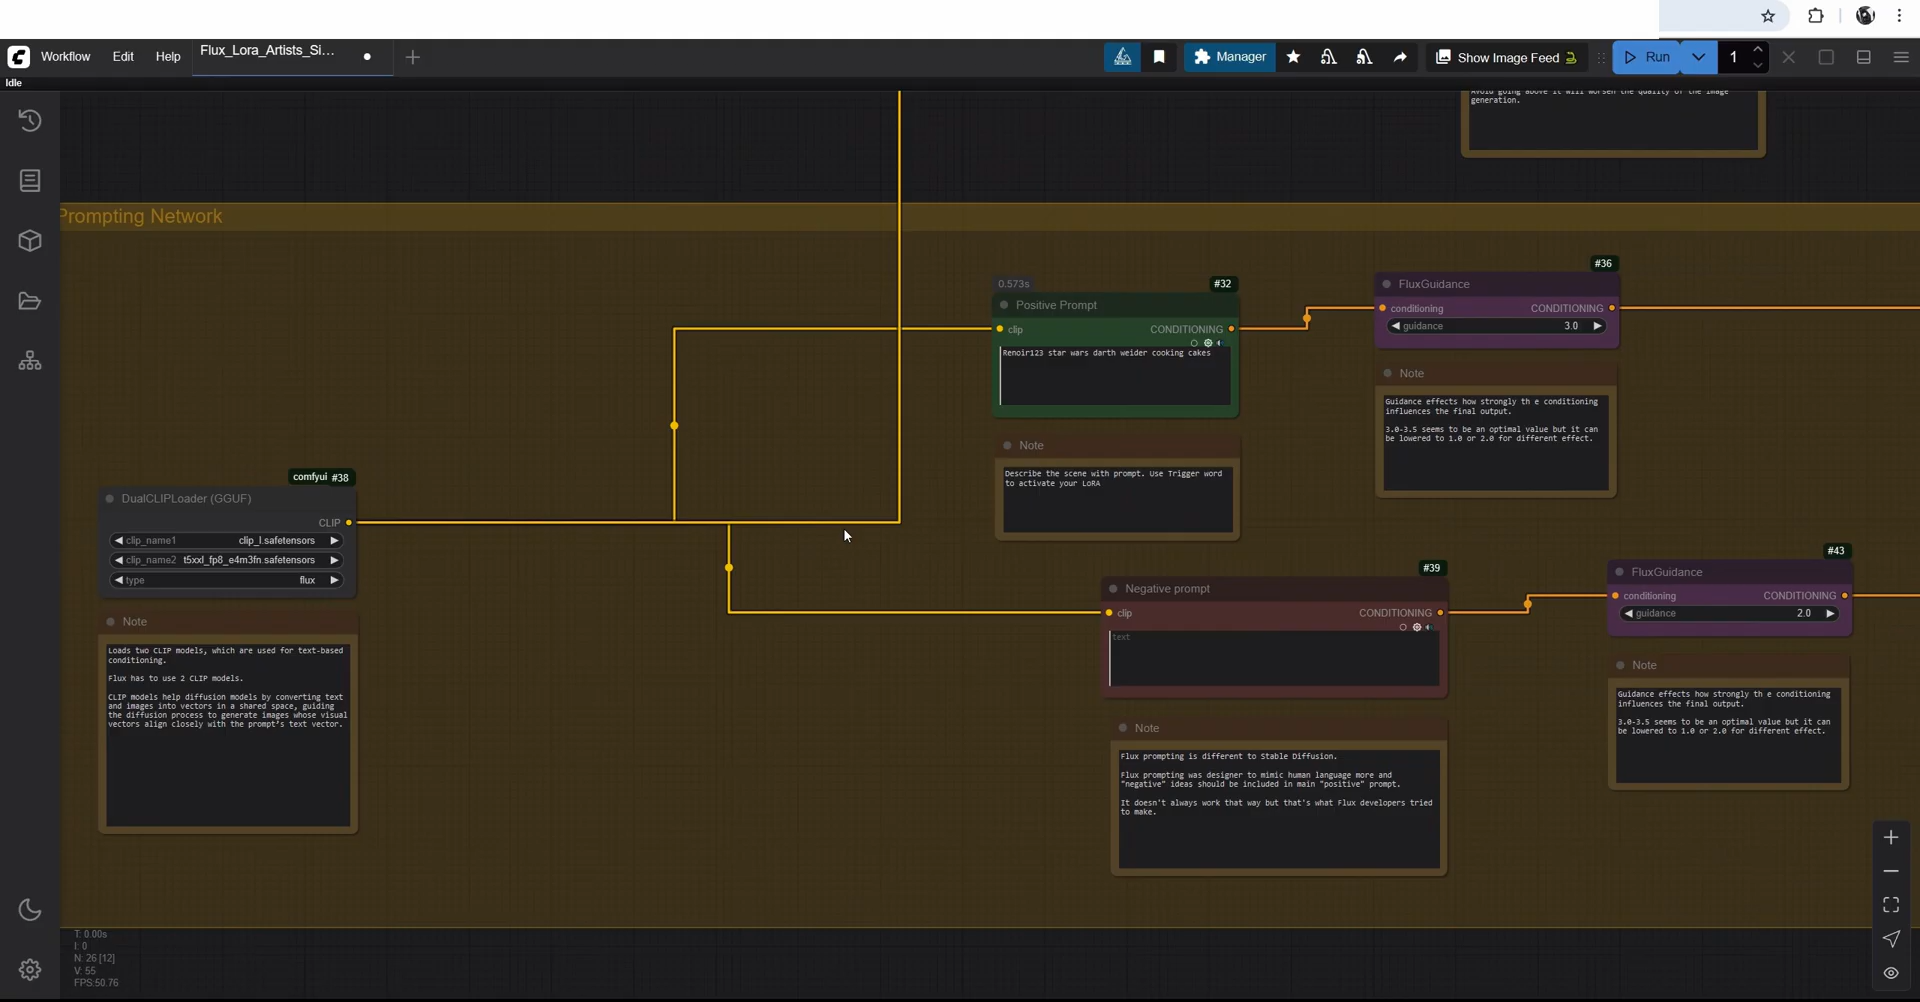 Workflow
Edit
Help
Flux_Lora_Artists_Si...
Manager
Show Image Feed
Run
1
Idle
Avoid going above it will worsen the quality of the image
generation.
Prompting Network
0.573s
#32
Positive Prompt
clip
CONDITIONING
Renoir123 star wars darth weider cooking cakes
Note
Describe the scene with prompt. Use Trigger word
to activate your LoRA
#36
FluxGuidance
conditioning
CONDITIONING
guidance
3.0
Note
Guidance effects how strongly th e conditioning
influences the final output.
3.0-3.5 seems to be an optimal value but it can
be lowered to 1.0 or 2.0 for different effect.
comfyui #38
DualCLIPLoader (GGUF)
CLIP
clip_name1
clip_l.safetensors
clip_name2
t5xxl_fp8_e4m3fn.safetensors
type
flux
Note
Loads two CLIP models, which are used for text-based
conditioning.
Flux has to use 2 CLIP models.
CLIP models help diffusion models by converting text
and images into vectors in a shared space, guiding
the diffusion process to generate images whose visual
vectors align closely with the prompt's text vector.
#39
Negative prompt
clip
CONDITIONING
text
Note
Flux prompting is different to Stable Diffusion.
Flux prompting was designer to mimic human language more and
"negative" ideas should be included in main "positive" prompt.
It doesn't always work that way but that's what Flux developers tried
to make.
#43
FluxGuidance
conditioning
CONDITIONING
guidance
2.0
Note
Guidance effects how strongly th e conditioning
influences the final output.
3.0-3.5 seems to be an optimal value but it can
be lowered to 1.0 or 2.0 for different effect.
T: 0.00s
I: 0
N: 26 [12]
V: 55
FPS:50.76